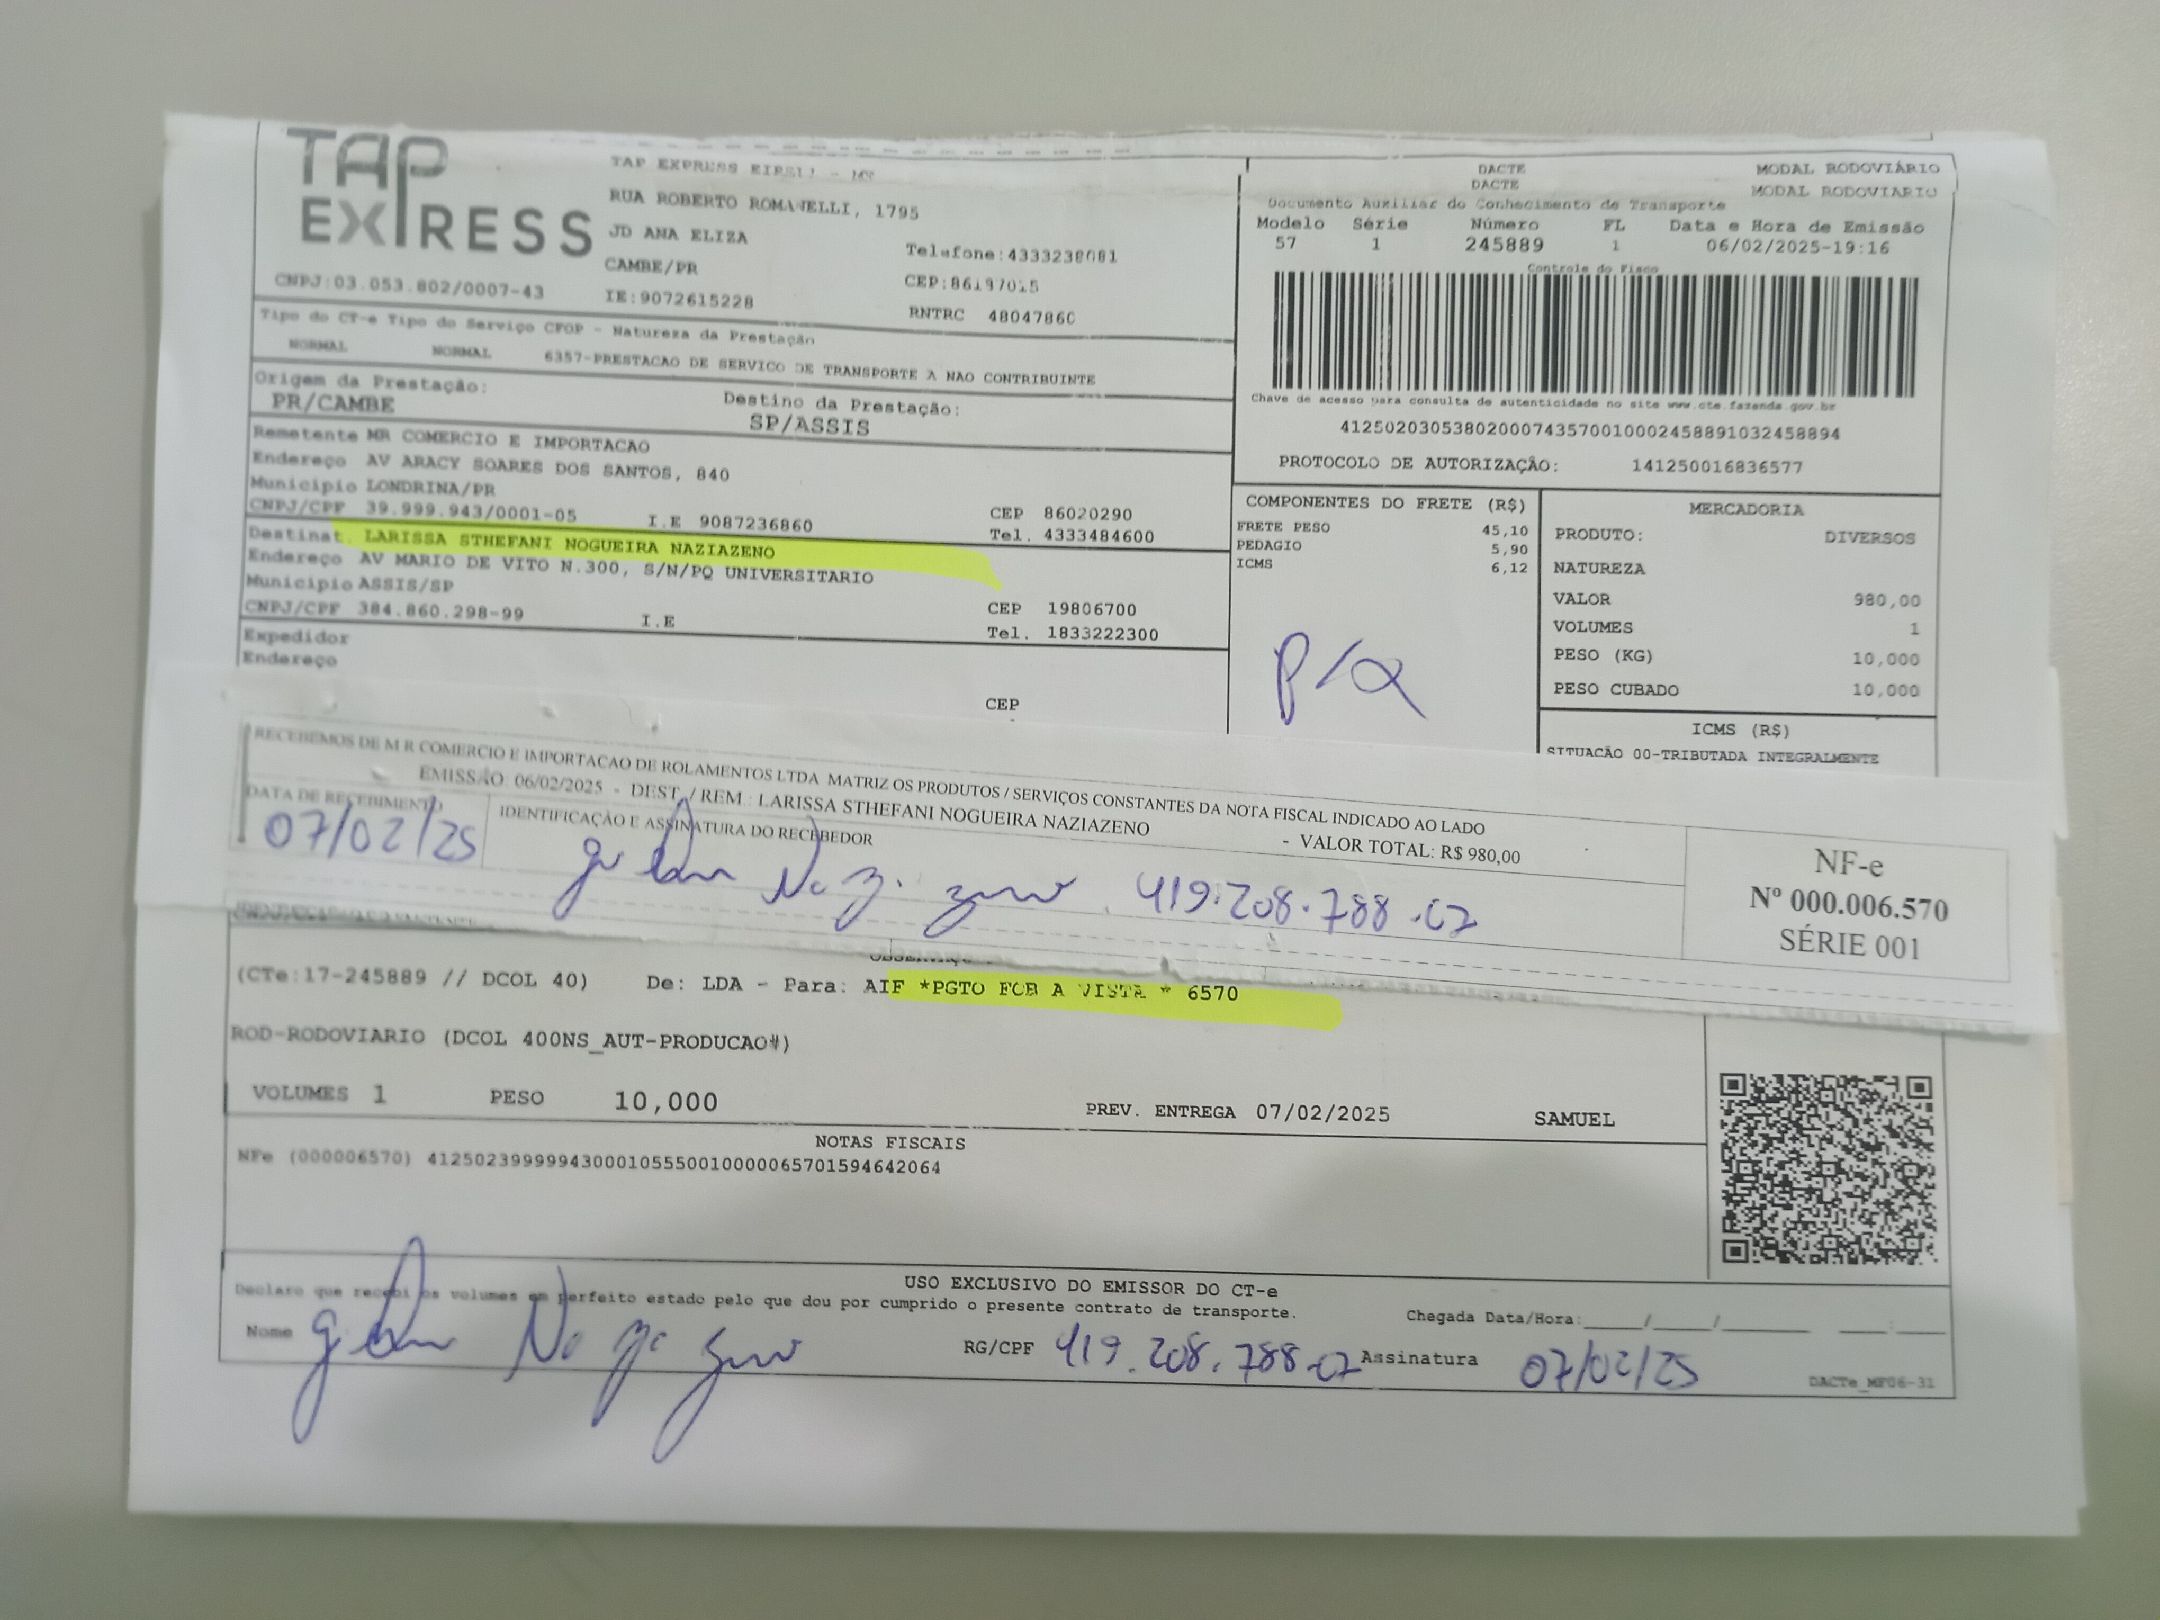 TAP
EXPRESS
CNPJ:03.053.802/0007-43
TAP EXPRESS EIRELI - MW
RUA ROBERTO ROMANELLI, 1795
JD ANA ELIZA
CAMBE/PR
IE:9072615228
Telefone:4333238081
CEP:86197015
RNTRC 48047860
DACTE MODAL RODOVIÁRIO
DACTE MODAL RODOVIÁRIO
Documento Auxiliar do Conhecimento de Transporte
Modelo Série Número FL Data e Hora de Emissão
57 1 245889 1 06/02/2025-19:16
Controle do Fisco
Chave de acesso para consulta de autenticidade no site www.cte.fazenda.gov.br
41250203053802000743570010002458891032458894
PROTOCOLO DE AUTORIZAÇÃO: 141250016836577
Tipo do CT-e Tipo do Serviço CFOP - Natureza da Prestação
NORMAL NORMAL 6357-PRESTACAO DE SERVICO DE TRANSPORTE A NAO CONTRIBUINTE
Origem da Prestação: Destino da Prestação:
PR/CAMBE SP/ASSIS
Remetente MR COMERCIO E IMPORTACAO
Endereço AV ARACY SOARES DOS SANTOS, 840
Municipio LONDRINA/PR
CNPJ/CPF 39.999.943/0001-05 I.E 9087236860 CEP 86020290
Tel. 4333484600
Destinat. LARISSA STHEFANI NOGUEIRA NAZIAZENO
Endereço AV MARIO DE VITO N.300, S/N/PQ UNIVERSITARIO
Municipio ASSIS/SP
CNPJ/CPF 384.860.298-99 I.E CEP 19806700
Tel. 1833222300
Expedidor
Endereço
CEP
COMPONENTES DO FRETE (R$)
FRETE PESO 45,10
PEDAGIO 5,90
ICMS 6,12
MERCADORIA
PRODUTO: DIVERSOS
NATUREZA
VALOR 980,00
VOLUMES 1
PESO (KG) 10,000
PESO CUBADO 10,000
ICMS (R$)
SITUACÃO 00-TRIBUTADA INTEGRALMENTE
RECEBEMOS DE M R COMERCIO E IMPORTACAO DE ROLAMENTOS LTDA MATRIZ OS PRODUTOS / SERVIÇOS CONSTANTES DA NOTA FISCAL INDICADO AO LADO
EMISSÃO: 06/02/2025 - DEST. / REM.: LARISSA STHEFANI NOGUEIRA NAZIAZENO - VALOR TOTAL: R$ 980,00
DATA DE RECEBIMENTO IDENTIFICAÇÃO E ASSINATURA DO RECEBEDOR
07/02/25 419.208.788.02
NF-e
Nº 000.006.570
SÉRIE 001
(CTe:17-245889 // DCOL 40) De: LDA - Para: AIF *PGTO FOB A VISTA * 6570
ROD-RODOVIARIO (DCOL 400NS_AUT-PRODUCAO#)
VOLUMES 1 PESO 10,000 PREV. ENTREGA 07/02/2025 SAMUEL
NOTAS FISCAIS
NFe (000006570) 41250239999943000105550010000065701594642064
USO EXCLUSIVO DO EMISSOR DO CT-e
Declaro que recebi os volumes em perfeito estado pelo que dou por cumprido o presente contrato de transporte.
Chegada Data/Hora:_____/_____/________ ____:____
Nome RG/CPF 419.208.788-02 Assinatura 07/02/25
DACTe_MF06-31